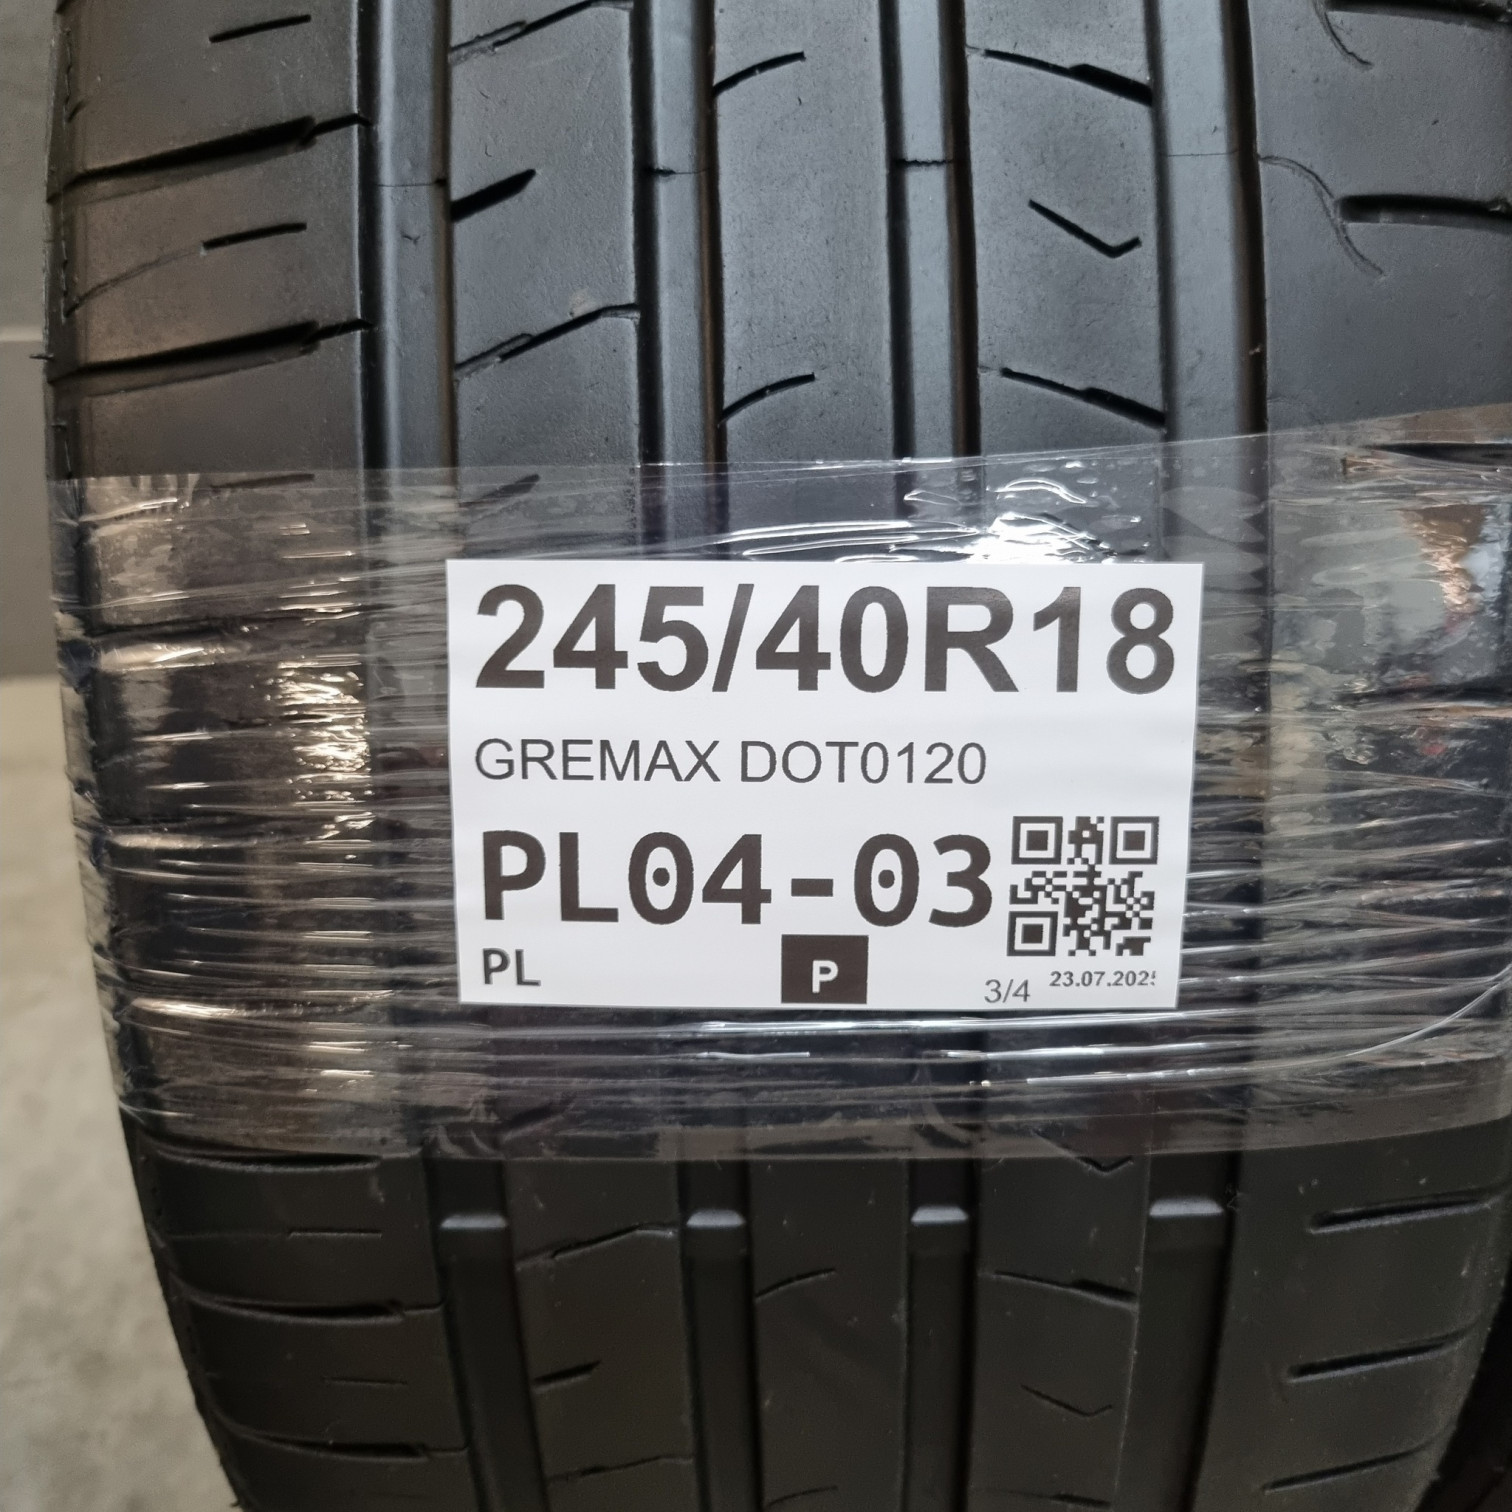 245/40R18
GREMAX DOT0120
PL04-03
PL
P
3/4 23.07.202